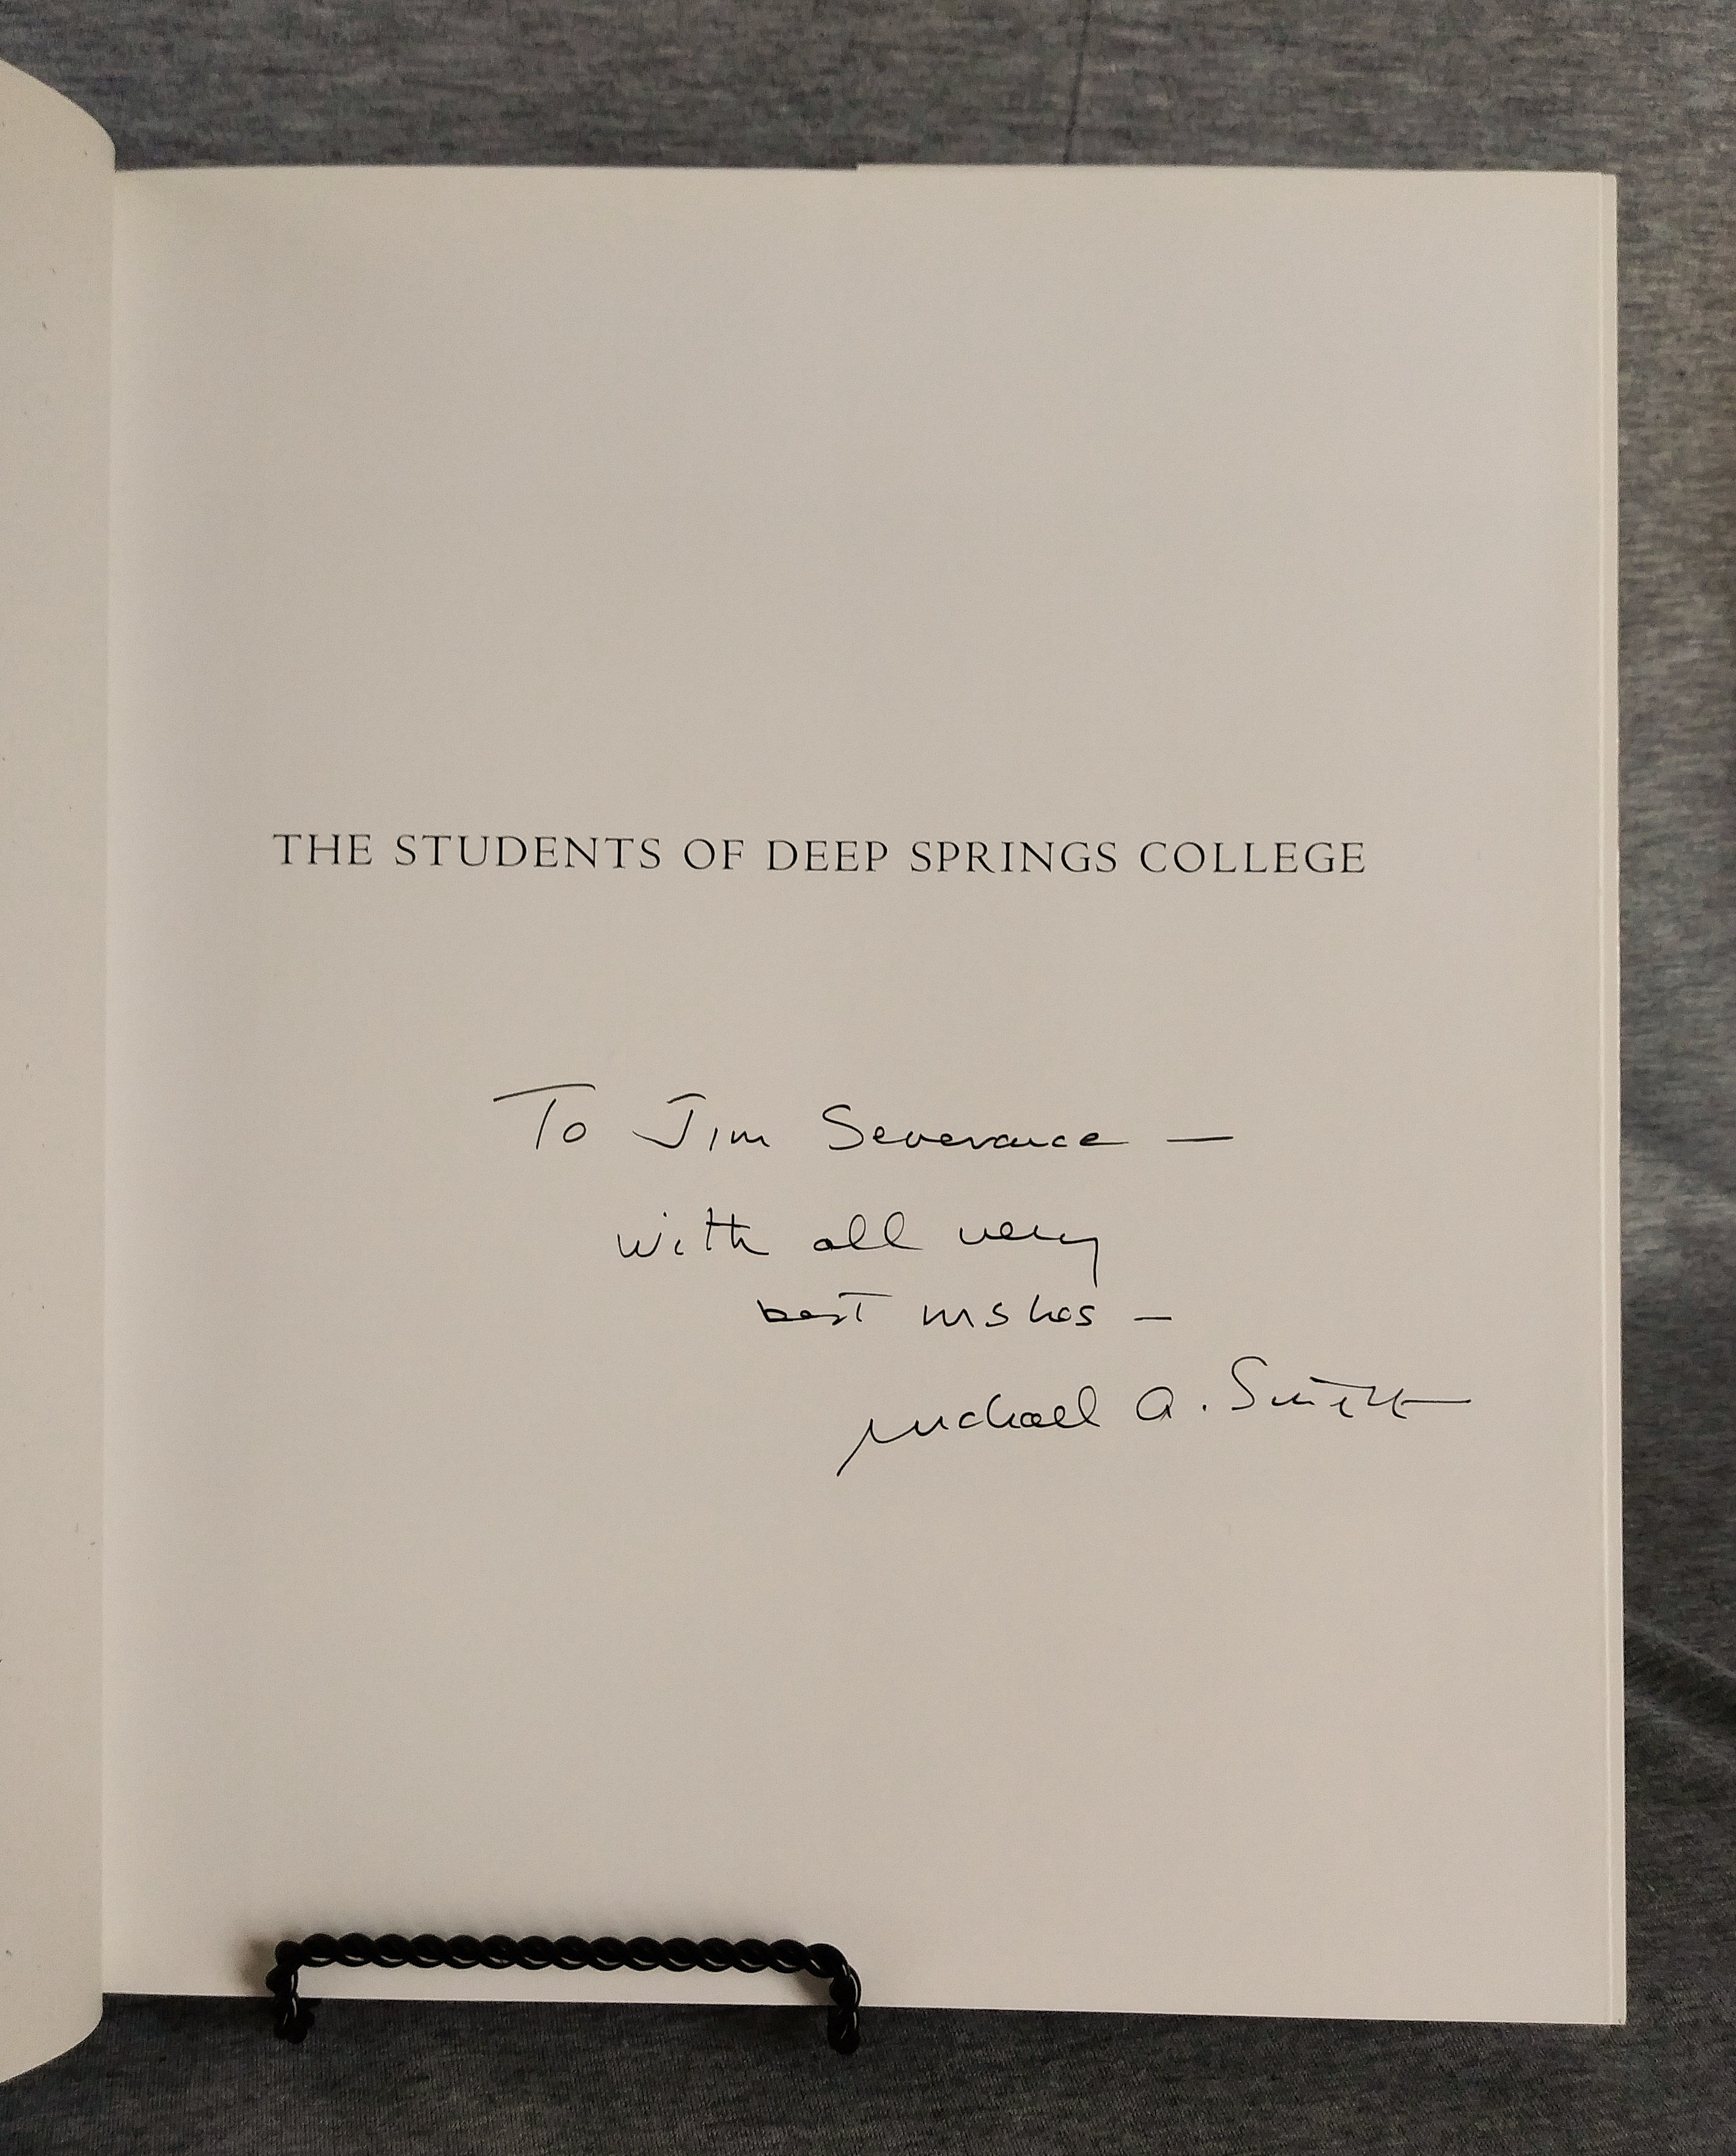 THE STUDENTS OF DEEP SPRINGS COLLEGE
To Jim Severance —
with all very
best wishes —
Michael A. Smith